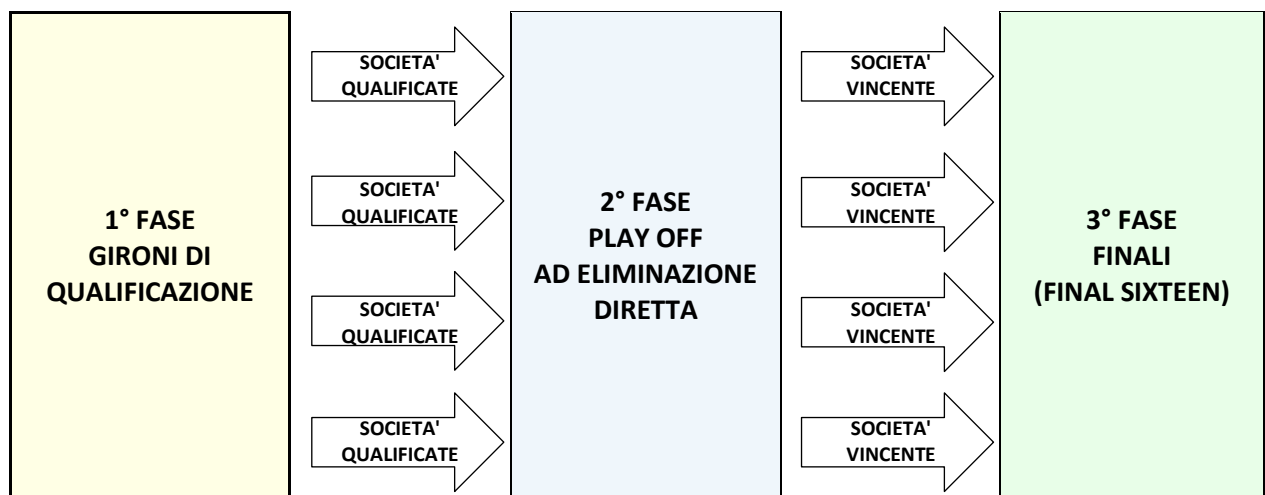 1° FASE
GIRONI DI
QUALIFICAZIONE
SOCIETA'
QUALIFICATE
SOCIETA'
QUALIFICATE
SOCIETA'
QUALIFICATE
SOCIETA'
QUALIFICATE
2° FASE
PLAY OFF
AD ELIMINAZIONE
DIRETTA
SOCIETA'
VINCENTE
SOCIETA'
VINCENTE
SOCIETA'
VINCENTE
SOCIETA'
VINCENTE
3° FASE
FINALI
(FINAL SIXTEEN)